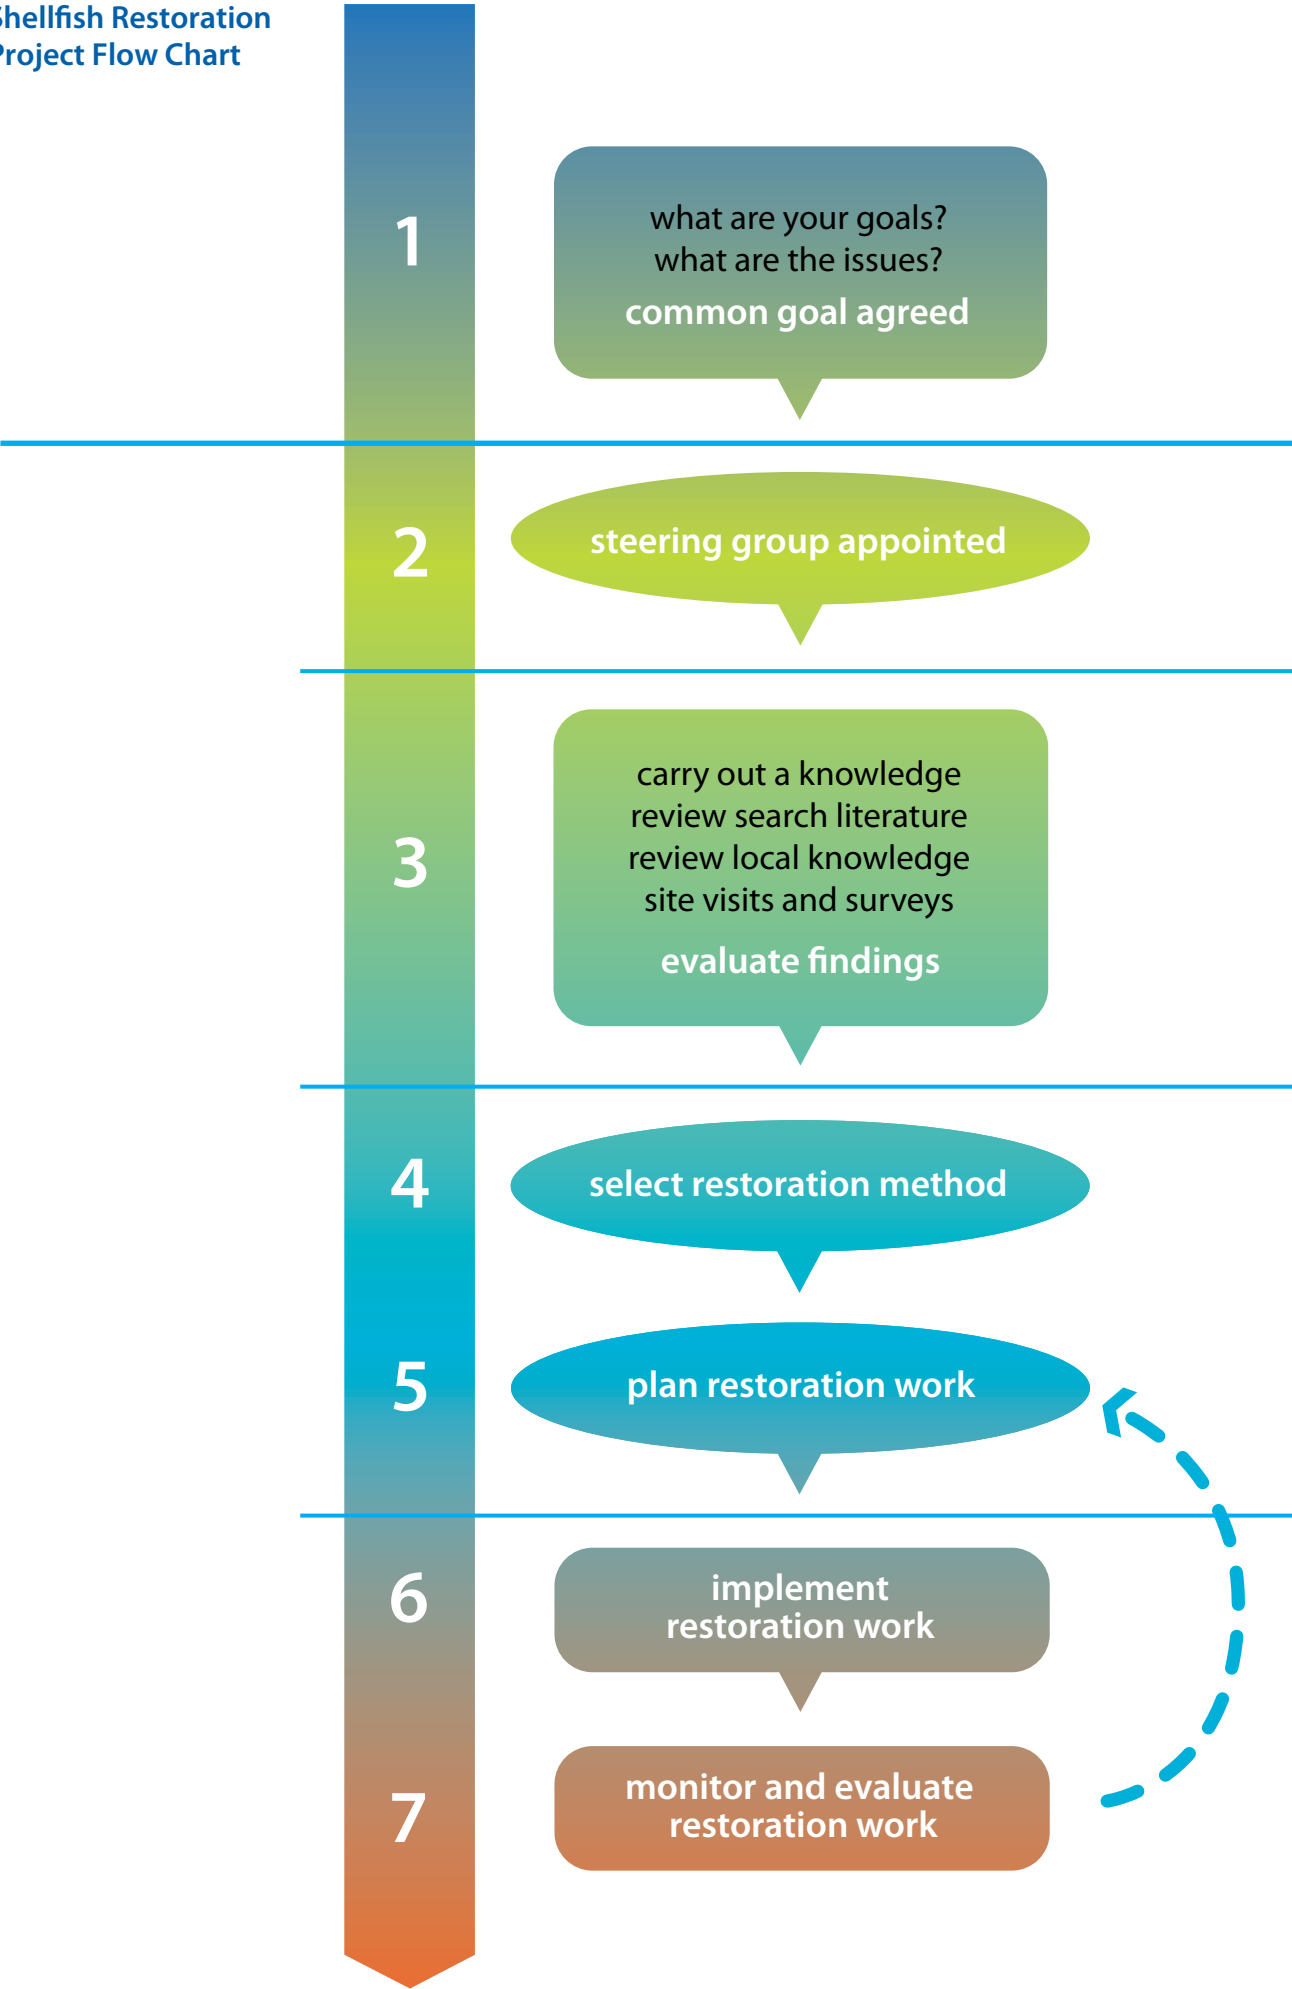 Shellfish Restoration
Project Flow Chart
1
what are your goals?
what are the issues?
common goal agreed
2
steering group appointed
3
carry out a knowledge
review search literature
review local knowledge
site visits and surveys
evaluate findings
4
select restoration method
5
plan restoration work
6
implement
restoration work
7
monitor and evaluate
restoration work